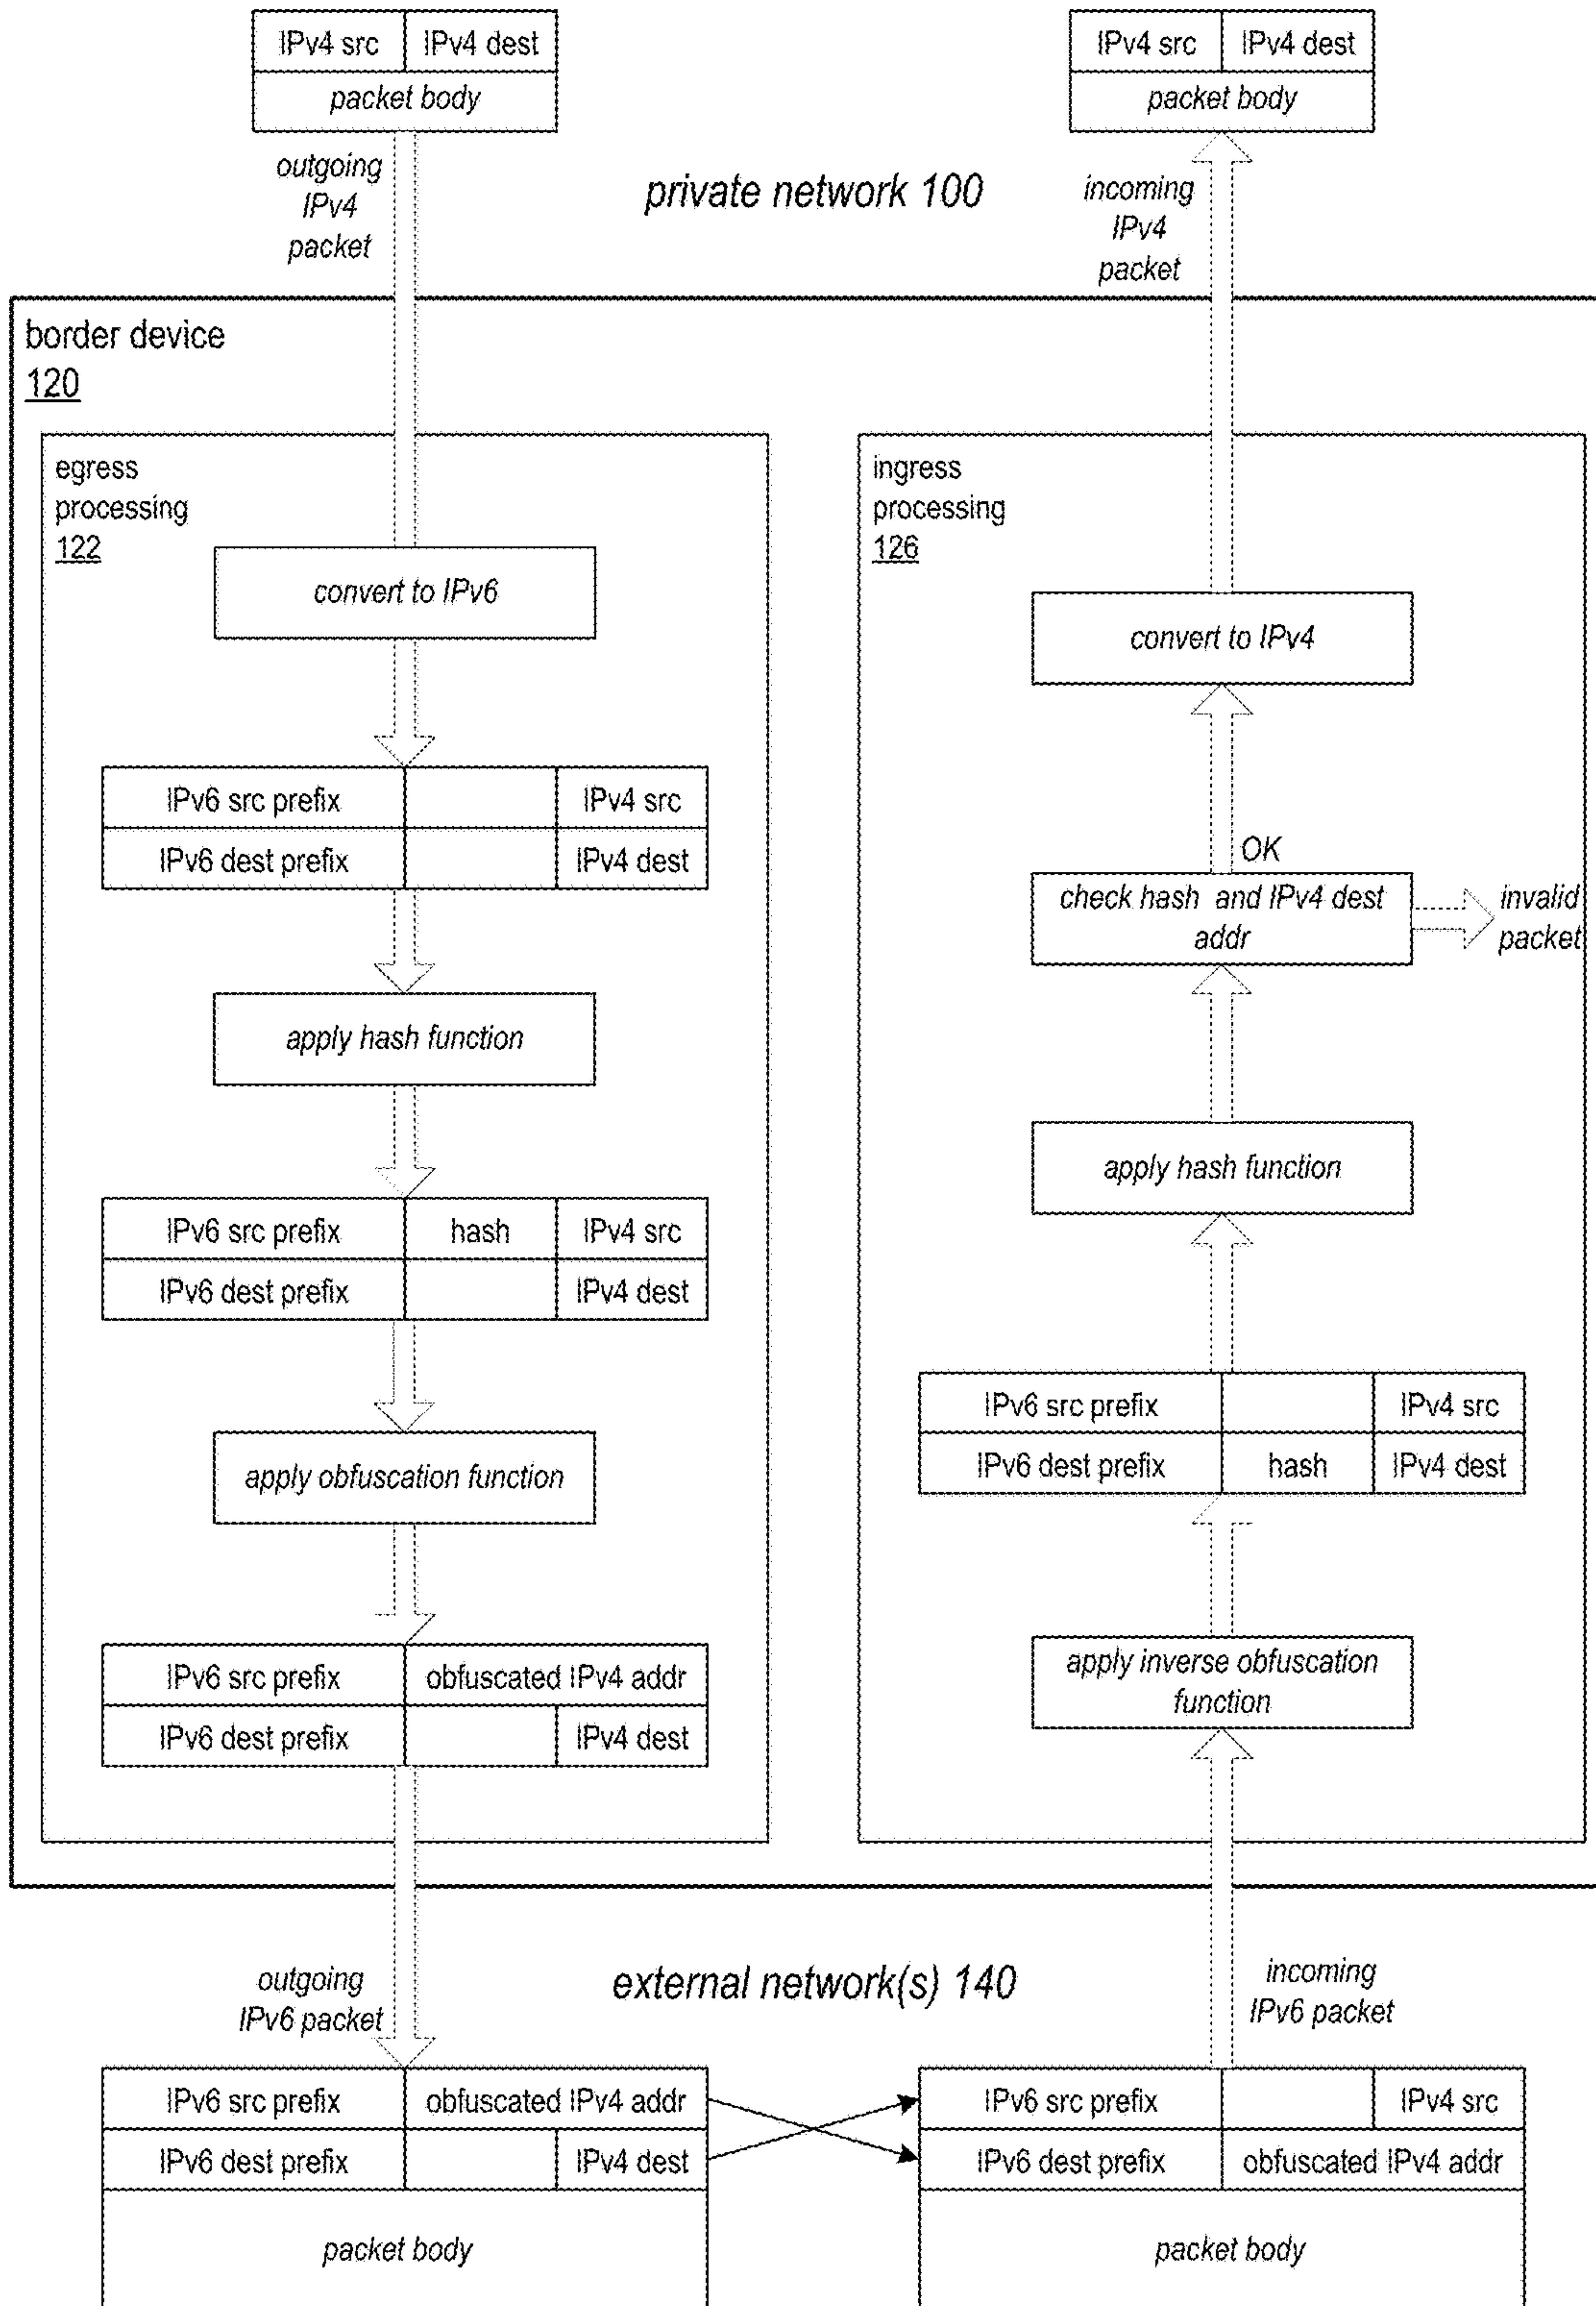 IPv4 src IPv4 dest
packet body
outgoing
IPv4
packet
private network 100
IPv4 src IPv4 dest
packet body
incoming
IPv4
packet
border device
120
egress
processing
122
convert to IPv6
IPv6 src prefix IPv4 src
IPv6 dest prefix IPv4 dest
apply hash function
IPv6 src prefix hash IPv4 src
IPv6 dest prefix IPv4 dest
apply obfuscation function
IPv6 src prefix obfuscated IPv4 addr
IPv6 dest prefix IPv4 dest
ingress
processing
126
convert to IPv4
OK
check hash and IPv4 dest
addr
invalid
packet
apply hash function
IPv6 src prefix IPv4 src
IPv6 dest prefix hash IPv4 dest
apply inverse obfuscation
function
outgoing
IPv6 packet
external network(s) 140
incoming
IPv6 packet
IPv6 src prefix obfuscated IPv4 addr
IPv6 dest prefix IPv4 dest
packet body
IPv6 src prefix IPv4 src
IPv6 dest prefix obfuscated IPv4 addr
packet body